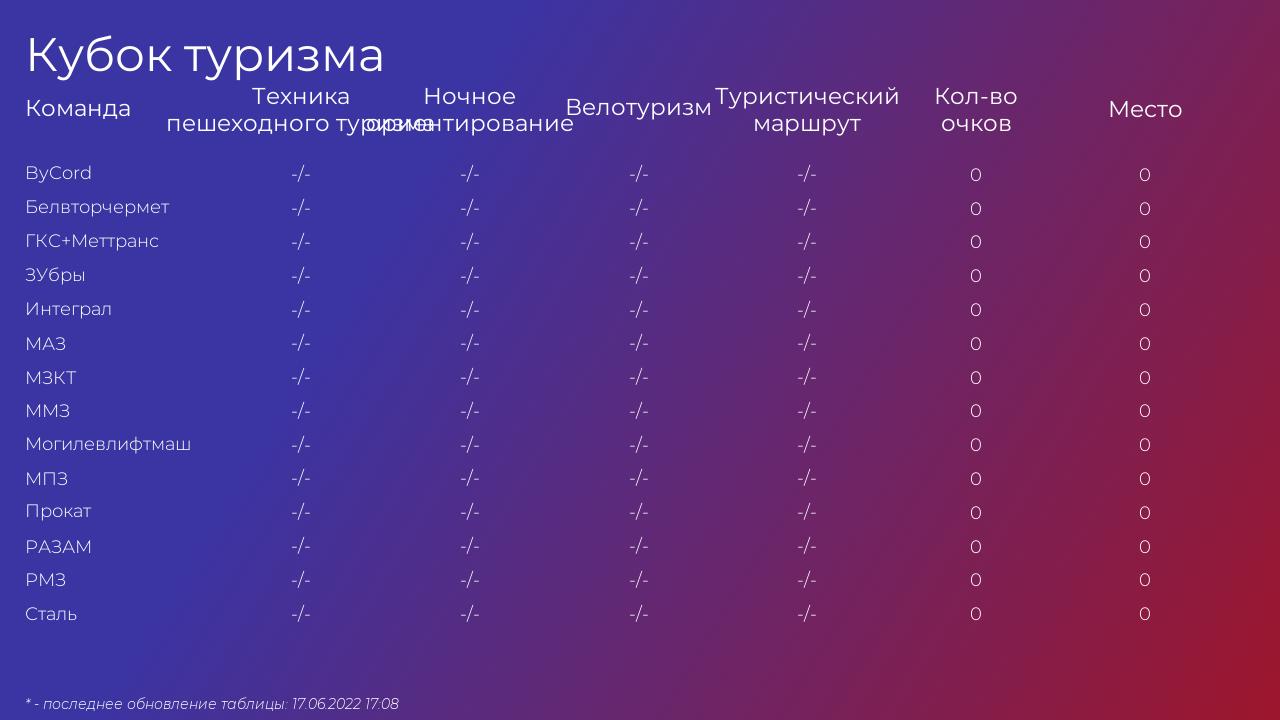 Кубок туризма
Команда Техника пешеходного туризма Ночное ориентирование Велотуризм Туристический маршрут Кол-во очков Место
ByCord -/- -/- -/- -/- 0 0
Белвторчермет -/- -/- -/- -/- 0 0
ГКС+Меттранс -/- -/- -/- -/- 0 0
ЗУбры -/- -/- -/- -/- 0 0
Интеграл -/- -/- -/- -/- 0 0
МАЗ -/- -/- -/- -/- 0 0
МЗКТ -/- -/- -/- -/- 0 0
ММЗ -/- -/- -/- -/- 0 0
Могилевлифтмаш -/- -/- -/- -/- 0 0
МПЗ -/- -/- -/- -/- 0 0
Прокат -/- -/- -/- -/- 0 0
РАЗАМ -/- -/- -/- -/- 0 0
РМЗ -/- -/- -/- -/- 0 0
Сталь -/- -/- -/- -/- 0 0
* - последнее обновление таблицы: 17.06.2022 17:08